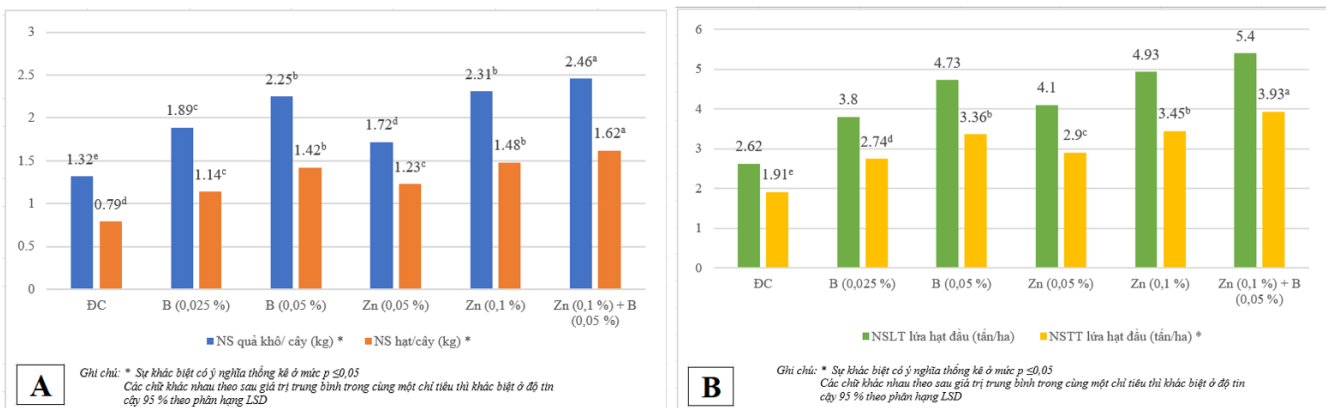 3
2.5
2
1.5
1
0.5
0
1.32ᵉ
0.79ᵈ
1.89ᶜ
1.14ᶜ
2.25ᵇ
1.42ᵇ
1.72ᵈ
1.23ᶜ
2.31ᵇ
1.48ᵇ
2.46ᵃ
1.62ᵃ
ĐC
B (0,025 %)
B (0,05 %)
Zn (0,05 %)
Zn (0,1 %)
Zn (0,1 %) + B
(0,05 %)
NS quả khô/ cây (kg) *
NS hạt/cây (kg) *
A
Ghi chú: * Sự khác biệt có ý nghĩa thống kê ở mức p ≤0,05
Các chữ khác nhau theo sau giá trị trung bình trong cùng một chỉ tiêu thì khác biệt ở độ tin
cậy 95 % theo phân hạng LSD
6
5
4
3
2
1
0
2.62
1.91ᵉ
3.8
2.74ᵈ
4.73
3.36ᵇ
4.1
2.9ᶜ
4.93
3.45ᵇ
5.4
3.93ᵃ
ĐC
B (0,025 %)
B (0,05 %)
Zn (0,05 %)
Zn (0,1 %)
Zn (0,1 %) + B
(0,05 %)
NSLT lứa hạt đầu (tấn/ha)
NSTT lứa hạt đầu (tấn/ha) *
B
Ghi chú: * Sự khác biệt có ý nghĩa thống kê ở mức p ≤0,05
Các chữ khác nhau theo sau giá trị trung bình trong cùng một chỉ tiêu thì khác biệt ở độ tin
cậy 95 % theo phân hạng LSD